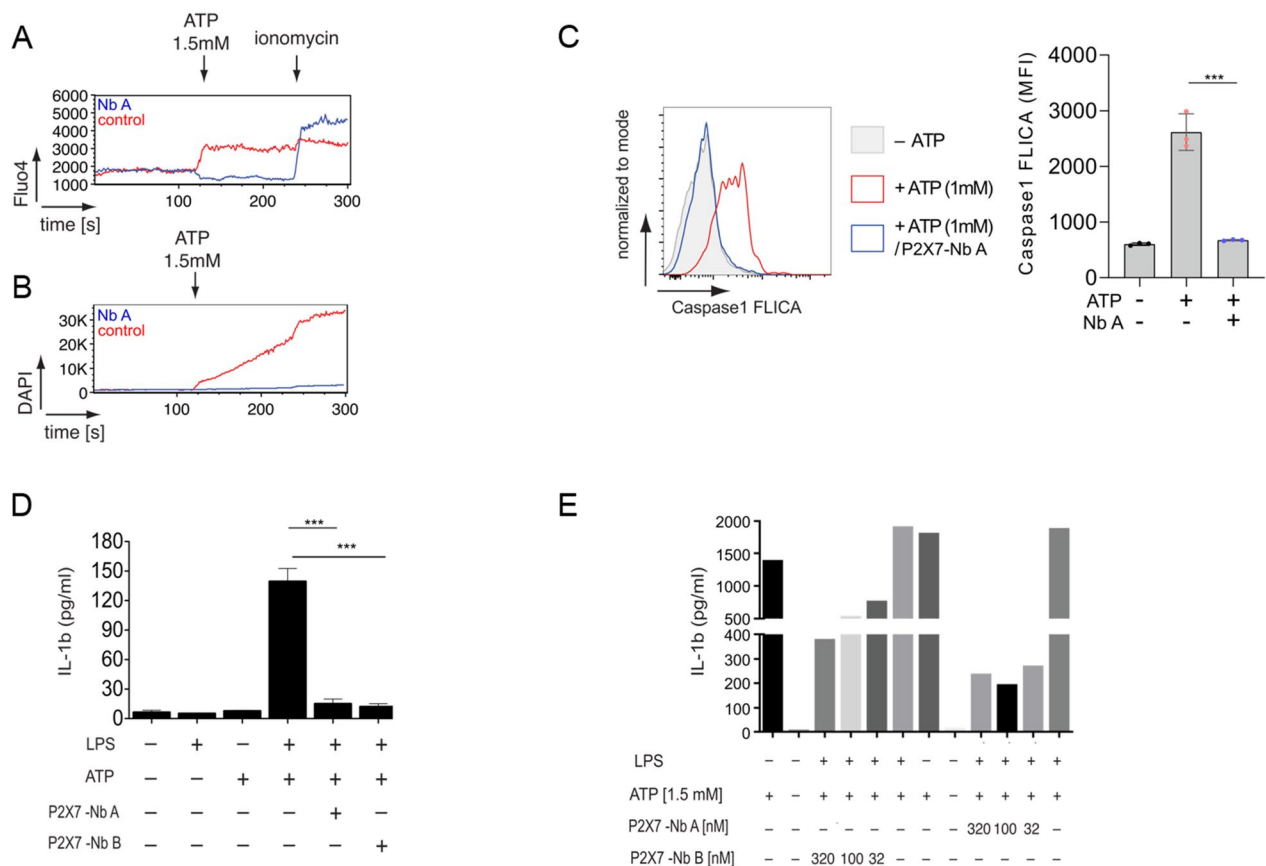 A
ATP
1.5mM
ionomycin
6000
5000
4000
3000
2000
1000
Nb A
control
Fluo4
time [s]
100
200
300
B
ATP
1.5mM
30K
20K
10K
0
Nb A
control
DAPI
time [s]
100
200
300
C
normalized to mode
Caspase1 FLICA
– ATP
+ ATP (1mM)
+ ATP (1mM)
/P2X7-Nb A
Caspase1 FLICA (MFI)
4000
3000
2000
1000
0
***
ATP - + +
Nb A - - +
D
IL-1b (pg/ml)
180
150
120
90
60
30
0
***
***
LPS – + – + + +
ATP – – + + + +
P2X7 -Nb A – – – – + –
P2X7 -Nb B – – – – – +
E
IL-1b (pg/ml)
2000
1500
1000
500
400
300
200
100
0
LPS – – + + + + – – + + + +
ATP [1.5 mM] + – + + + + + – + + + +
P2X7 -Nb A [nM] – – – – – – – – 320 100 32 –
P2X7 -Nb B [nM] – – 320 100 32 – – – – – – –